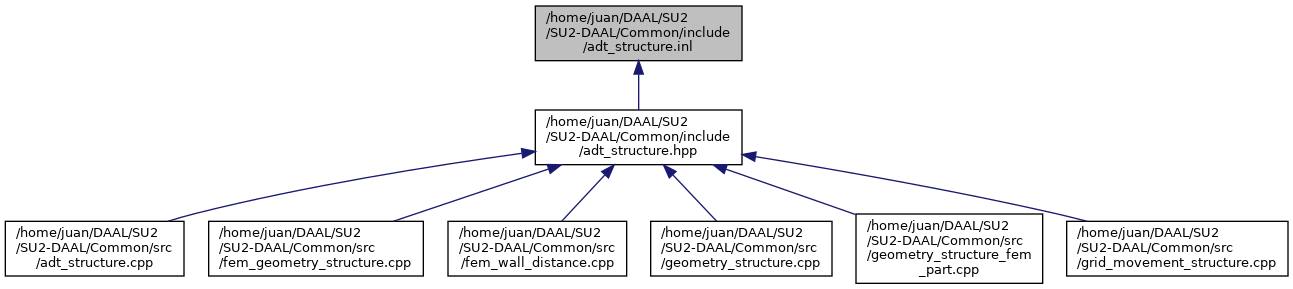 /home/juan/DAAL/SU2
/SU2-DAAL/Common/include
/adt_structure.inl
/home/juan/DAAL/SU2
/SU2-DAAL/Common/include
/adt_structure.hpp
/home/juan/DAAL/SU2
/SU2-DAAL/Common/src
/adt_structure.cpp
/home/juan/DAAL/SU2
/SU2-DAAL/Common/src
/fem_geometry_structure.cpp
/home/juan/DAAL/SU2
/SU2-DAAL/Common/src
/fem_wall_distance.cpp
/home/juan/DAAL/SU2
/SU2-DAAL/Common/src
/geometry_structure.cpp
/home/juan/DAAL/SU2
/SU2-DAAL/Common/src
/geometry_structure_fem
_part.cpp
/home/juan/DAAL/SU2
/SU2-DAAL/Common/src
/grid_movement_structure.cpp